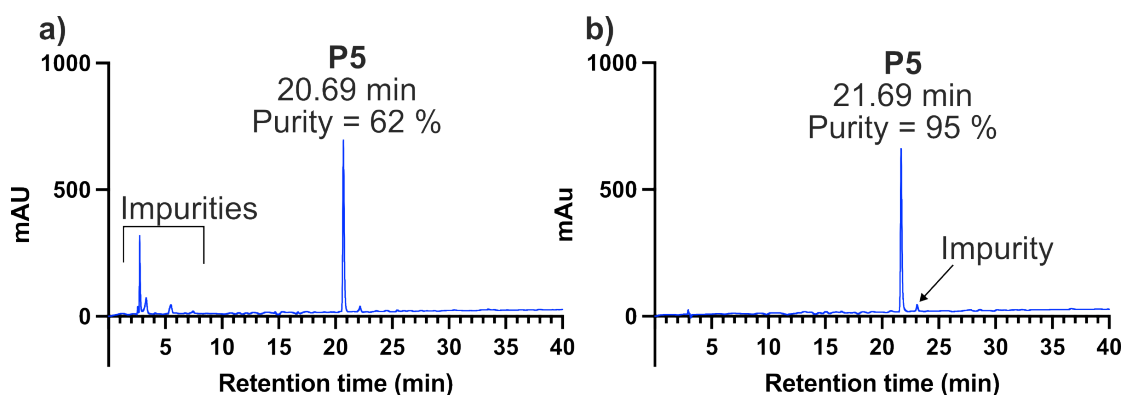 a)
P5
20.69 min
Purity = 62 %
Impurities
mAU
1000
500
0
5 10 15 20 25 30 35 40
Retention time (min)
b)
P5
21.69 min
Purity = 95 %
Impurity
mAu
1000
500
0
5 10 15 20 25 30 35 40
Retention time (min)